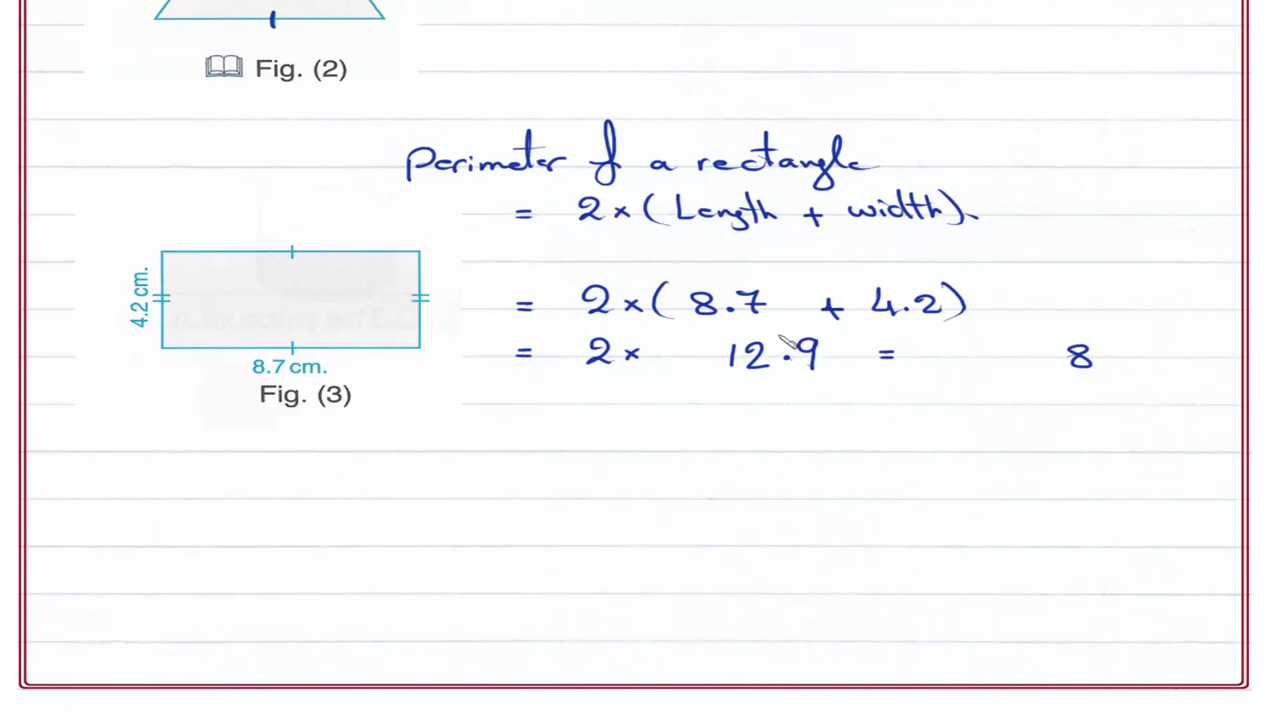 Fig. (2)
Perimeter of a rectangle
= 2×(Length + width).
4.2 cm.
8.7 cm.
Fig. (3)
= 2×( 8.7 + 4.2)
= 2× 12.9 = 8